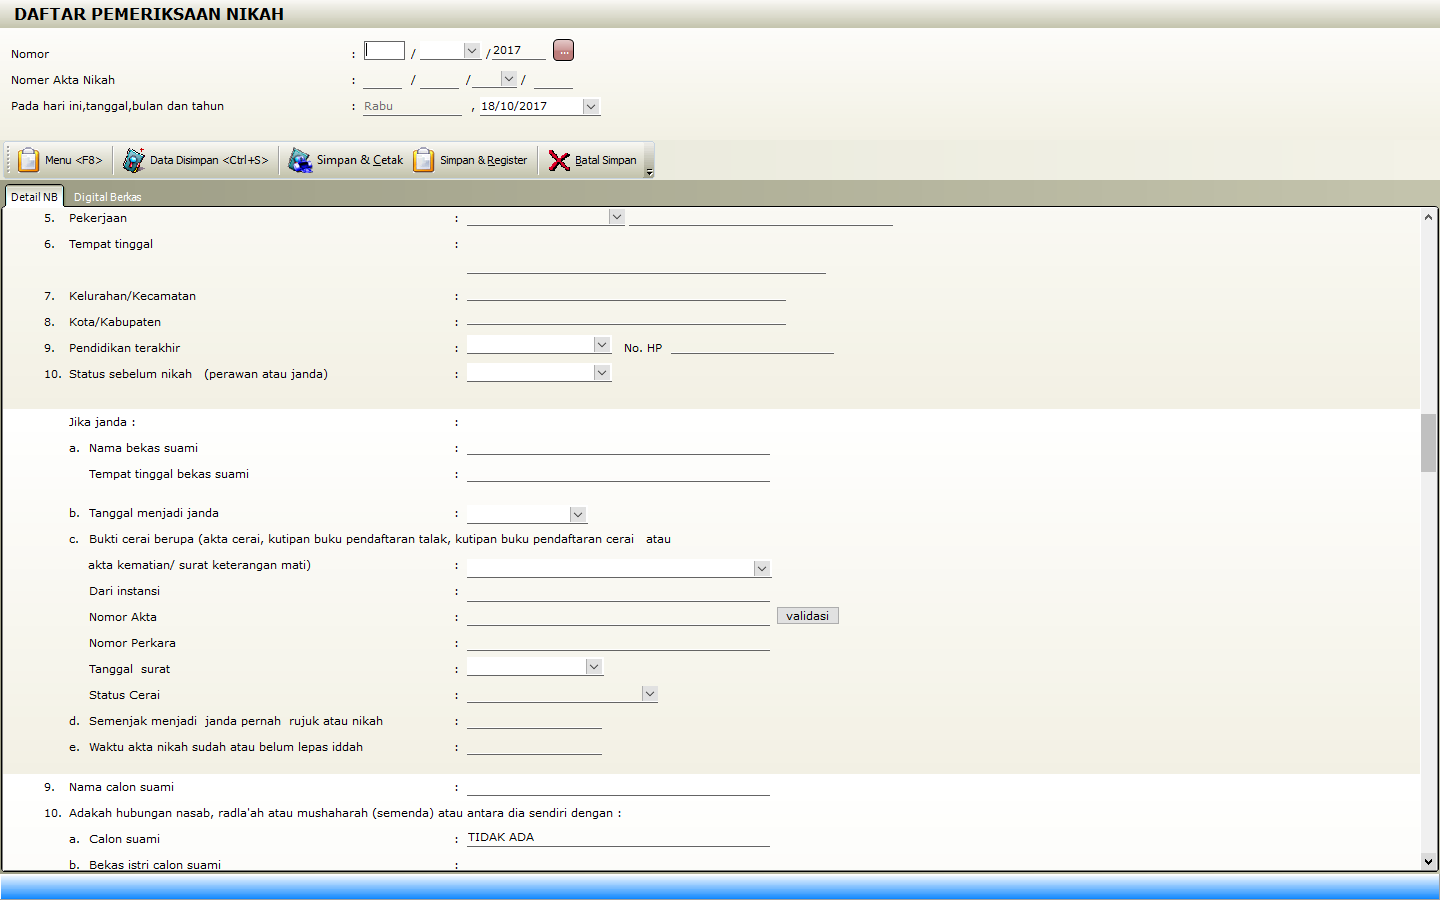 DAFTAR PEMERIKSAAN NIKAH
Nomor : / / 2017 ...
Nomer Akta Nikah : / / /
Pada hari ini,tanggal,bulan dan tahun : Rabu , 18/10/2017
Menu <F8> Data Disimpan <Ctrl+S> Simpan & Cetak Simpan & Register Batal Simpan
Detail NB Digital Berkas
5. Pekerjaan :
6. Tempat tinggal :
7. Kelurahan/Kecamatan :
8. Kota/Kabupaten :
9. Pendidikan terakhir : No. HP
10. Status sebelum nikah (perawan atau janda) :
Jika janda : :
a. Nama bekas suami :
Tempat tinggal bekas suami :
b. Tanggal menjadi janda :
c. Bukti cerai berupa (akta cerai, kutipan buku pendaftaran talak, kutipan buku pendaftaran cerai atau
akta kematian/ surat keterangan mati) :
Dari instansi :
Nomor Akta : validasi
Nomor Perkara :
Tanggal surat :
Status Cerai :
d. Semenjak menjadi janda pernah rujuk atau nikah :
e. Waktu akta nikah sudah atau belum lepas iddah :
9. Nama calon suami :
10. Adakah hubungan nasab, radla'ah atau mushaharah (semenda) atau antara dia sendiri dengan :
a. Calon suami : TIDAK ADA
b. Bekas istri calon suami :